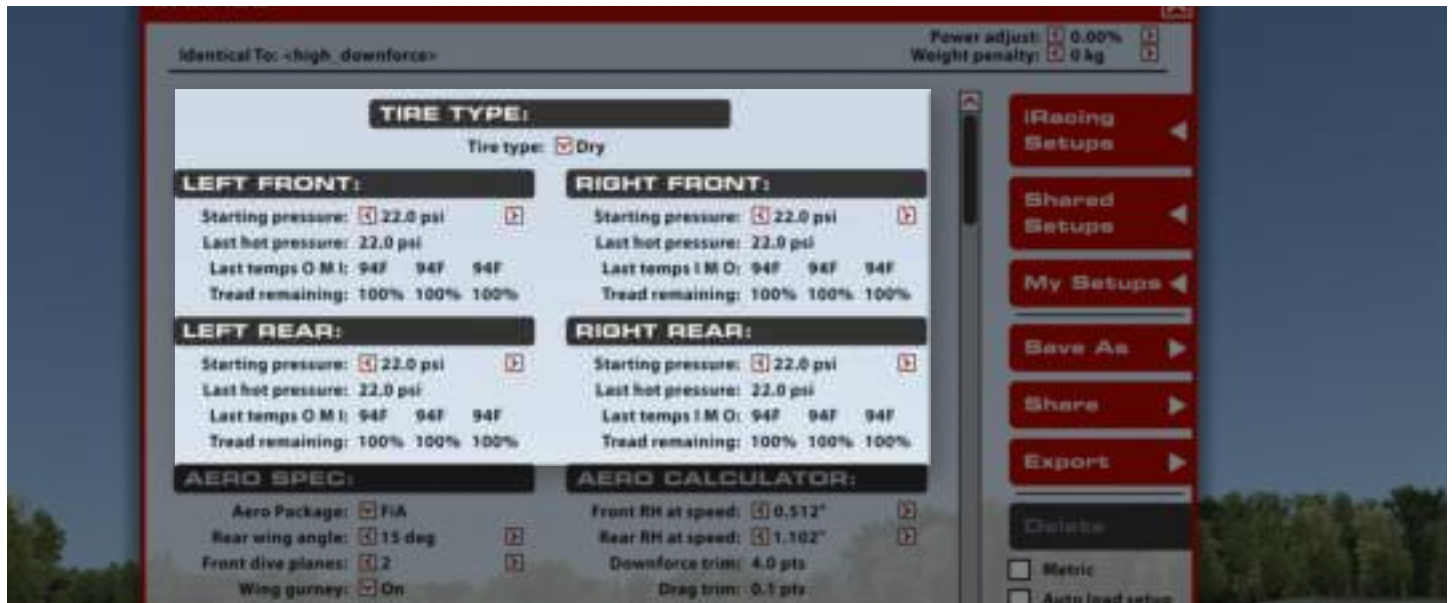 Identical To: <high_downforce>
Power adjust: 0.00%
Weight penalty: 0 kg
TIRE TYPE:
Tire type: Dry
LEFT FRONT:
Starting pressure: 22.0 psi
Last hot pressure: 22.0 psi
Last temps O M I: 94F 94F 94F
Tread remaining: 100% 100% 100%
RIGHT FRONT:
Starting pressure: 22.0 psi
Last hot pressure: 22.0 psi
Last temps I M O: 94F 94F 94F
Tread remaining: 100% 100% 100%
LEFT REAR:
Starting pressure: 22.0 psi
Last hot pressure: 22.0 psi
Last temps O M I: 94F 94F 94F
Tread remaining: 100% 100% 100%
RIGHT REAR:
Starting pressure: 22.0 psi
Last hot pressure: 22.0 psi
Last temps I M O: 94F 94F 94F
Tread remaining: 100% 100% 100%
AERO SPEC:
Aero Package: FIA
Rear wing angle: 15 deg
Front dive planes: 2
Wing gurney: On
AERO CALCULATOR:
Front RH at speed: 0.512"
Rear RH at speed: 1.102"
Downforce trim: 4.0 pts
Drag trim: 0.1 pts
iRacing
Setups
Shared
Setups
My Setups
Save As
Share
Export
Delete
Metric
Auto load setup